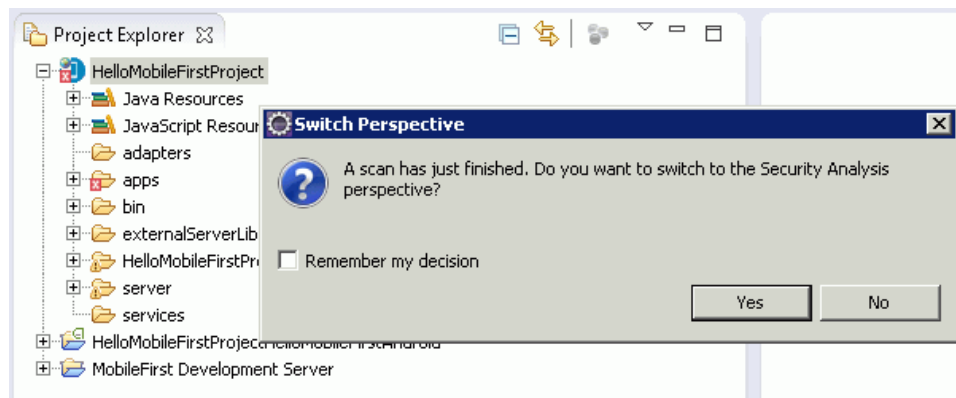 Project Explorer
HelloMobileFirstProject
Java Resources
JavaScript Resour
adapters
apps
bin
externalServerLib
HelloMobileFirstPr
server
services
HelloMobileFirstProject
MobileFirst Development Server
Switch Perspective
A scan has just finished. Do you want to switch to the Security Analysis
perspective?
Remember my decision
Yes No